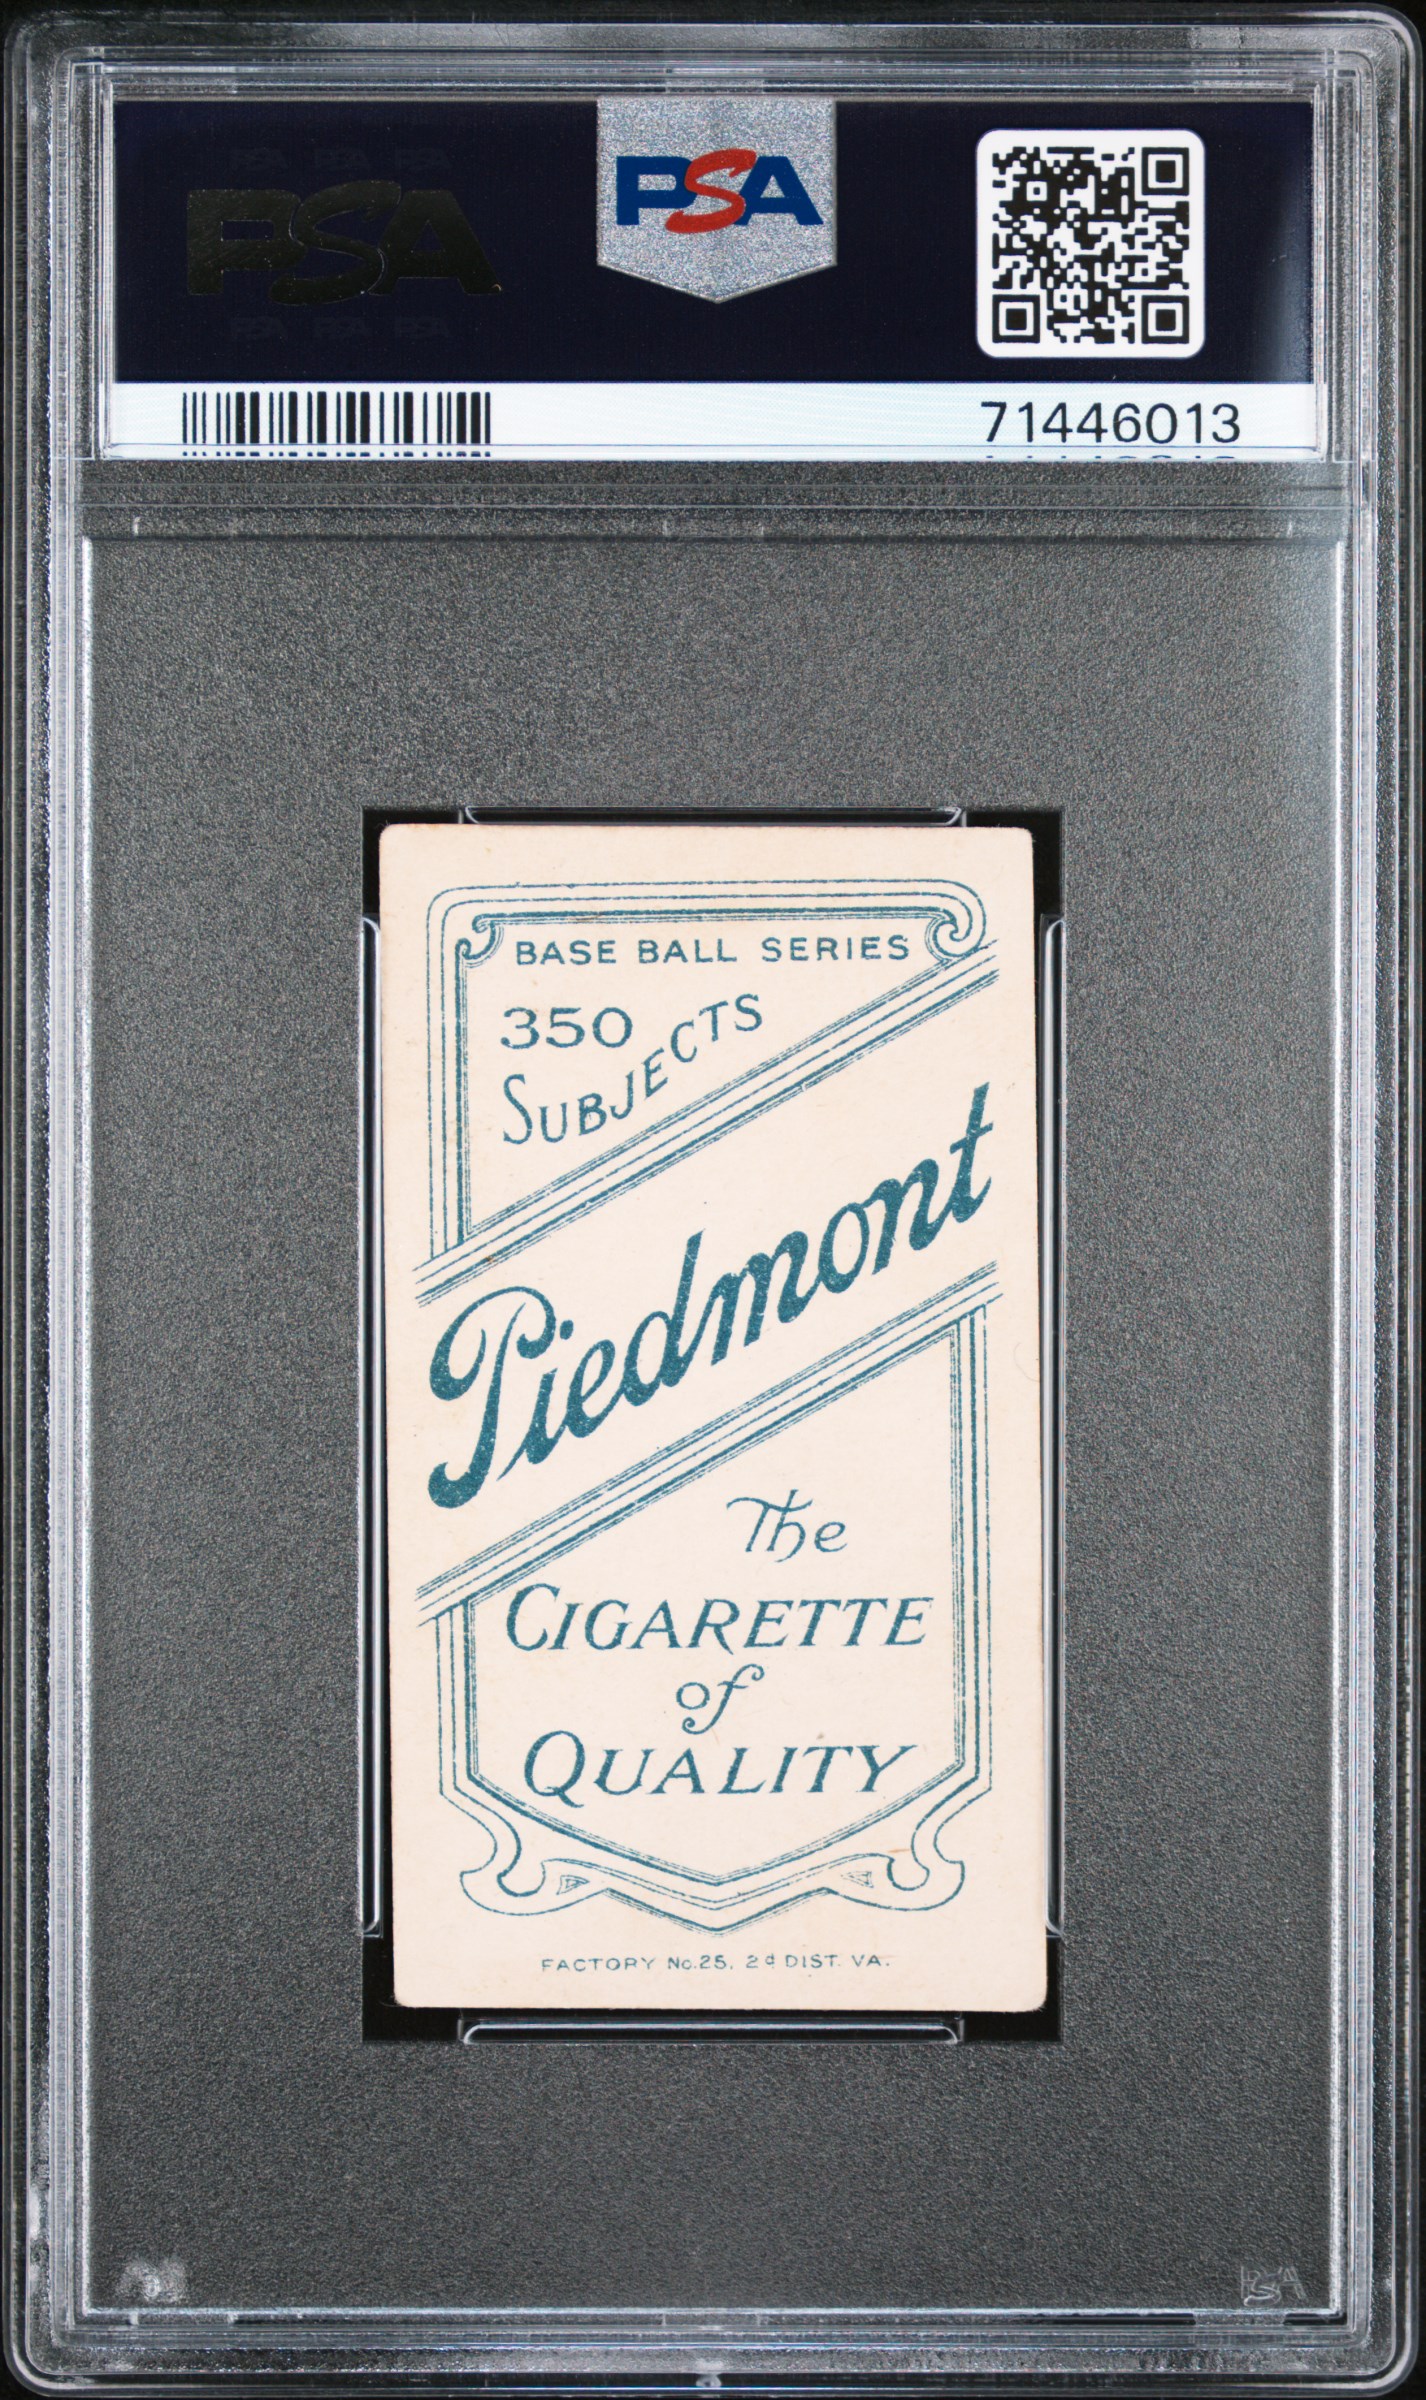 PSA
PSA
71446013
BASE BALL SERIES
350
SUBJECTS
Piedmont
The
CIGARETTE
of
QUALITY
FACTORY No. 25, 2d DIST. VA.
PSA